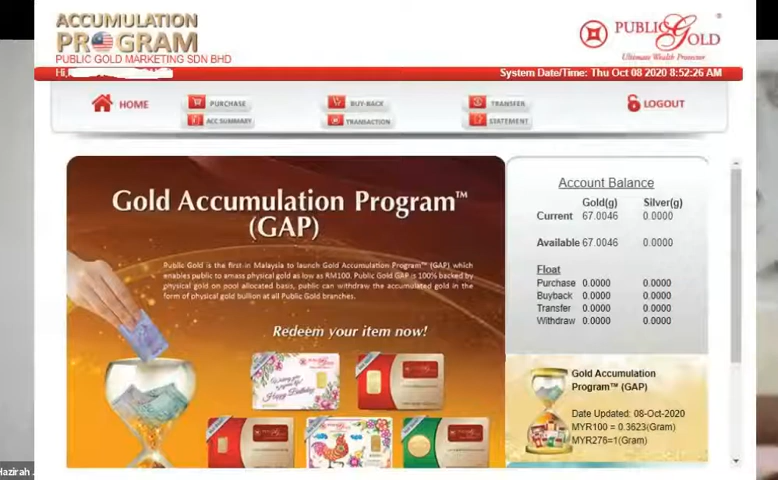 ACCUMULATION
PROGRAM
PUBLIC GOLD MARKETING SDN BHD
PUBLIC GOLD
Ultimate Wealth Protector
Hi,
System Date/Time: Thu Oct 08 2020 8:52:26 AM
HOME
PURCHASE
BUY-BACK
TRANSFER
LOGOUT
ACC SUMMARY
TRANSACTION
STATEMENT
Gold Accumulation Program™
(GAP)
Public Gold is the first in Malaysia to launch Gold Accumulation Program™ (GAP) which
enables public to amass physical gold as low as RM100. Public Gold GAP is 100% backed by
physical gold on pool allocated basis, public can withdraw the accumulated gold in the
form of physical gold bullion at all Public Gold branches.
Redeem your item now!
Happy Birthday
Account Balance
Gold(g) Silver(g)
Current 67.0046 0.0000
Available 67.0046 0.0000
Float
Purchase 0.0000 0.0000
Buyback 0.0000 0.0000
Transfer 0.0000 0.0000
Withdraw 0.0000 0.0000
Gold Accumulation
Program™ (GAP)
Date Updated: 08-Oct-2020
MYR100 = 0.3623(Gram)
MYR276=1(Gram)